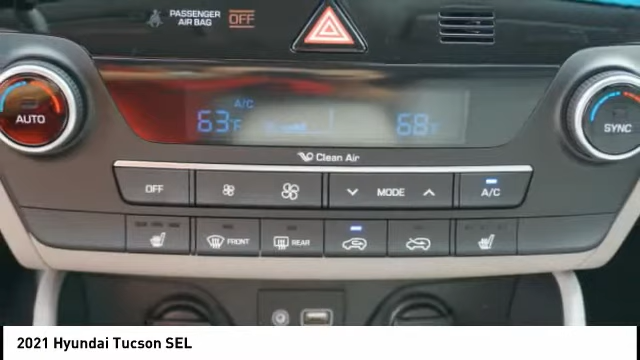 PASSENGER
AIR BAG OFF
A/C
63°F 68°F
AUTO
SYNC
Clean Air
OFF MODE A/C
FRONT REAR
2021 Hyundai Tucson SEL